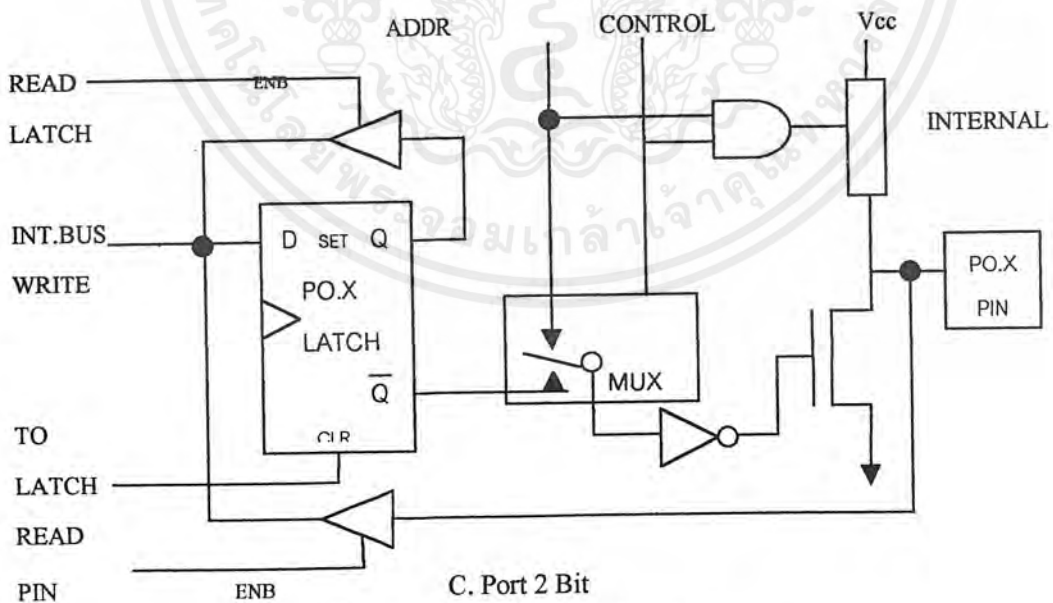 ADDR
CONTROL
Vcc
READ
ENB
LATCH
INTERNAL
INT.BUS
D SET Q
WRITE
PO.X
LATCH
Q
PO.X
PIN
MUX
CLR
TO
LATCH
READ
PIN
ENB
C. Port 2 Bit